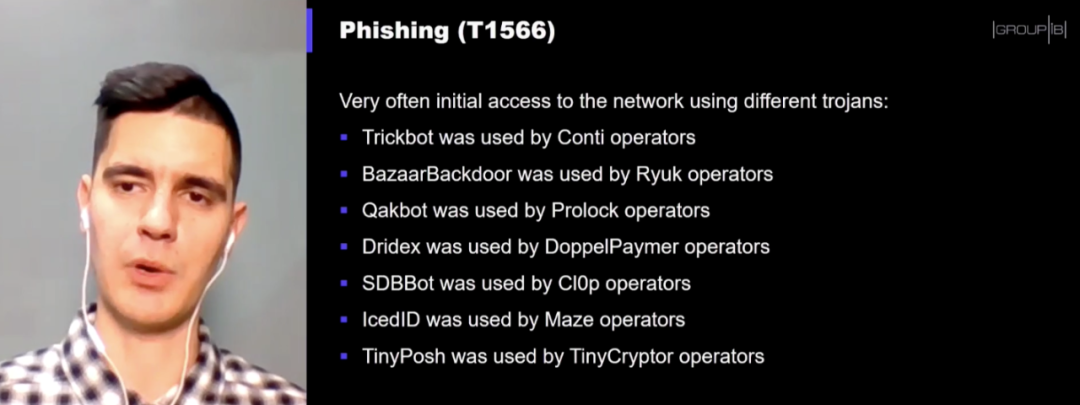 Phishing (T1566)
|GROUP|iB|
Very often initial access to the network using different trojans:
▪ Trickbot was used by Conti operators
▪ BazaarBackdoor was used by Ryuk operators
▪ Qakbot was used by Prolock operators
▪ Dridex was used by DoppelPaymer operators
▪ SDBBot was used by Cl0p operators
▪ IcedID was used by Maze operators
▪ TinyPosh was used by TinyCryptor operators